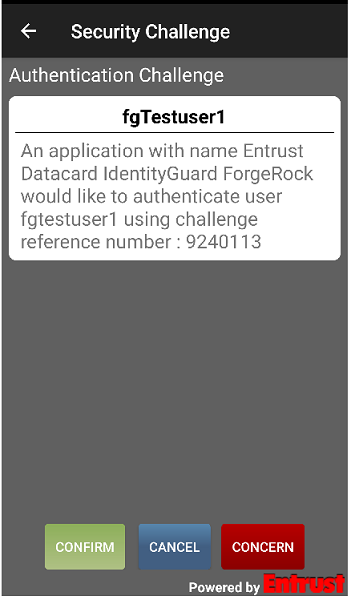 Security Challenge
Authentication Challenge
fgTestuser1
An application with name Entrust
Datacard IdentityGuard ForgeRock
would like to authenticate user
fgtestuser1 using challenge
reference number : 9240113
CONFIRM CANCEL CONCERN
Powered by Entrust